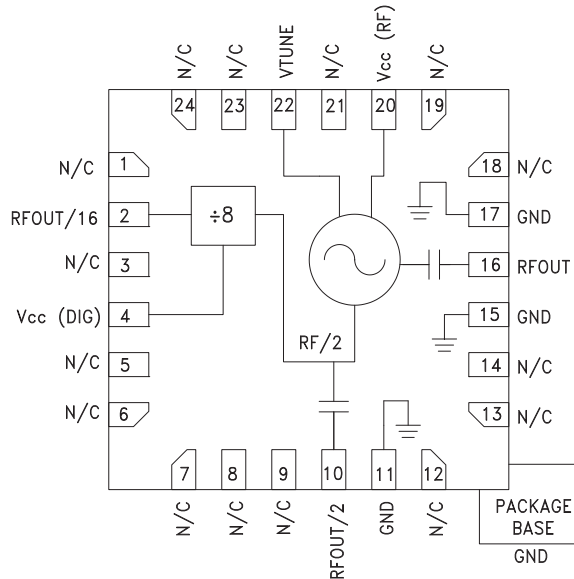 N/C
N/C
VTUNE
N/C
Vcc (RF)
N/C
24
23
22
21
20
19
N/C
1
18
N/C
RFOUT/16
2
÷8
17
GND
N/C
3
16
RFOUT
Vcc (DIG)
4
15
GND
RF/2
N/C
5
14
N/C
N/C
6
13
N/C
7
8
9
10
11
12
N/C
N/C
N/C
RFOUT/2
GND
N/C
PACKAGE
BASE
GND